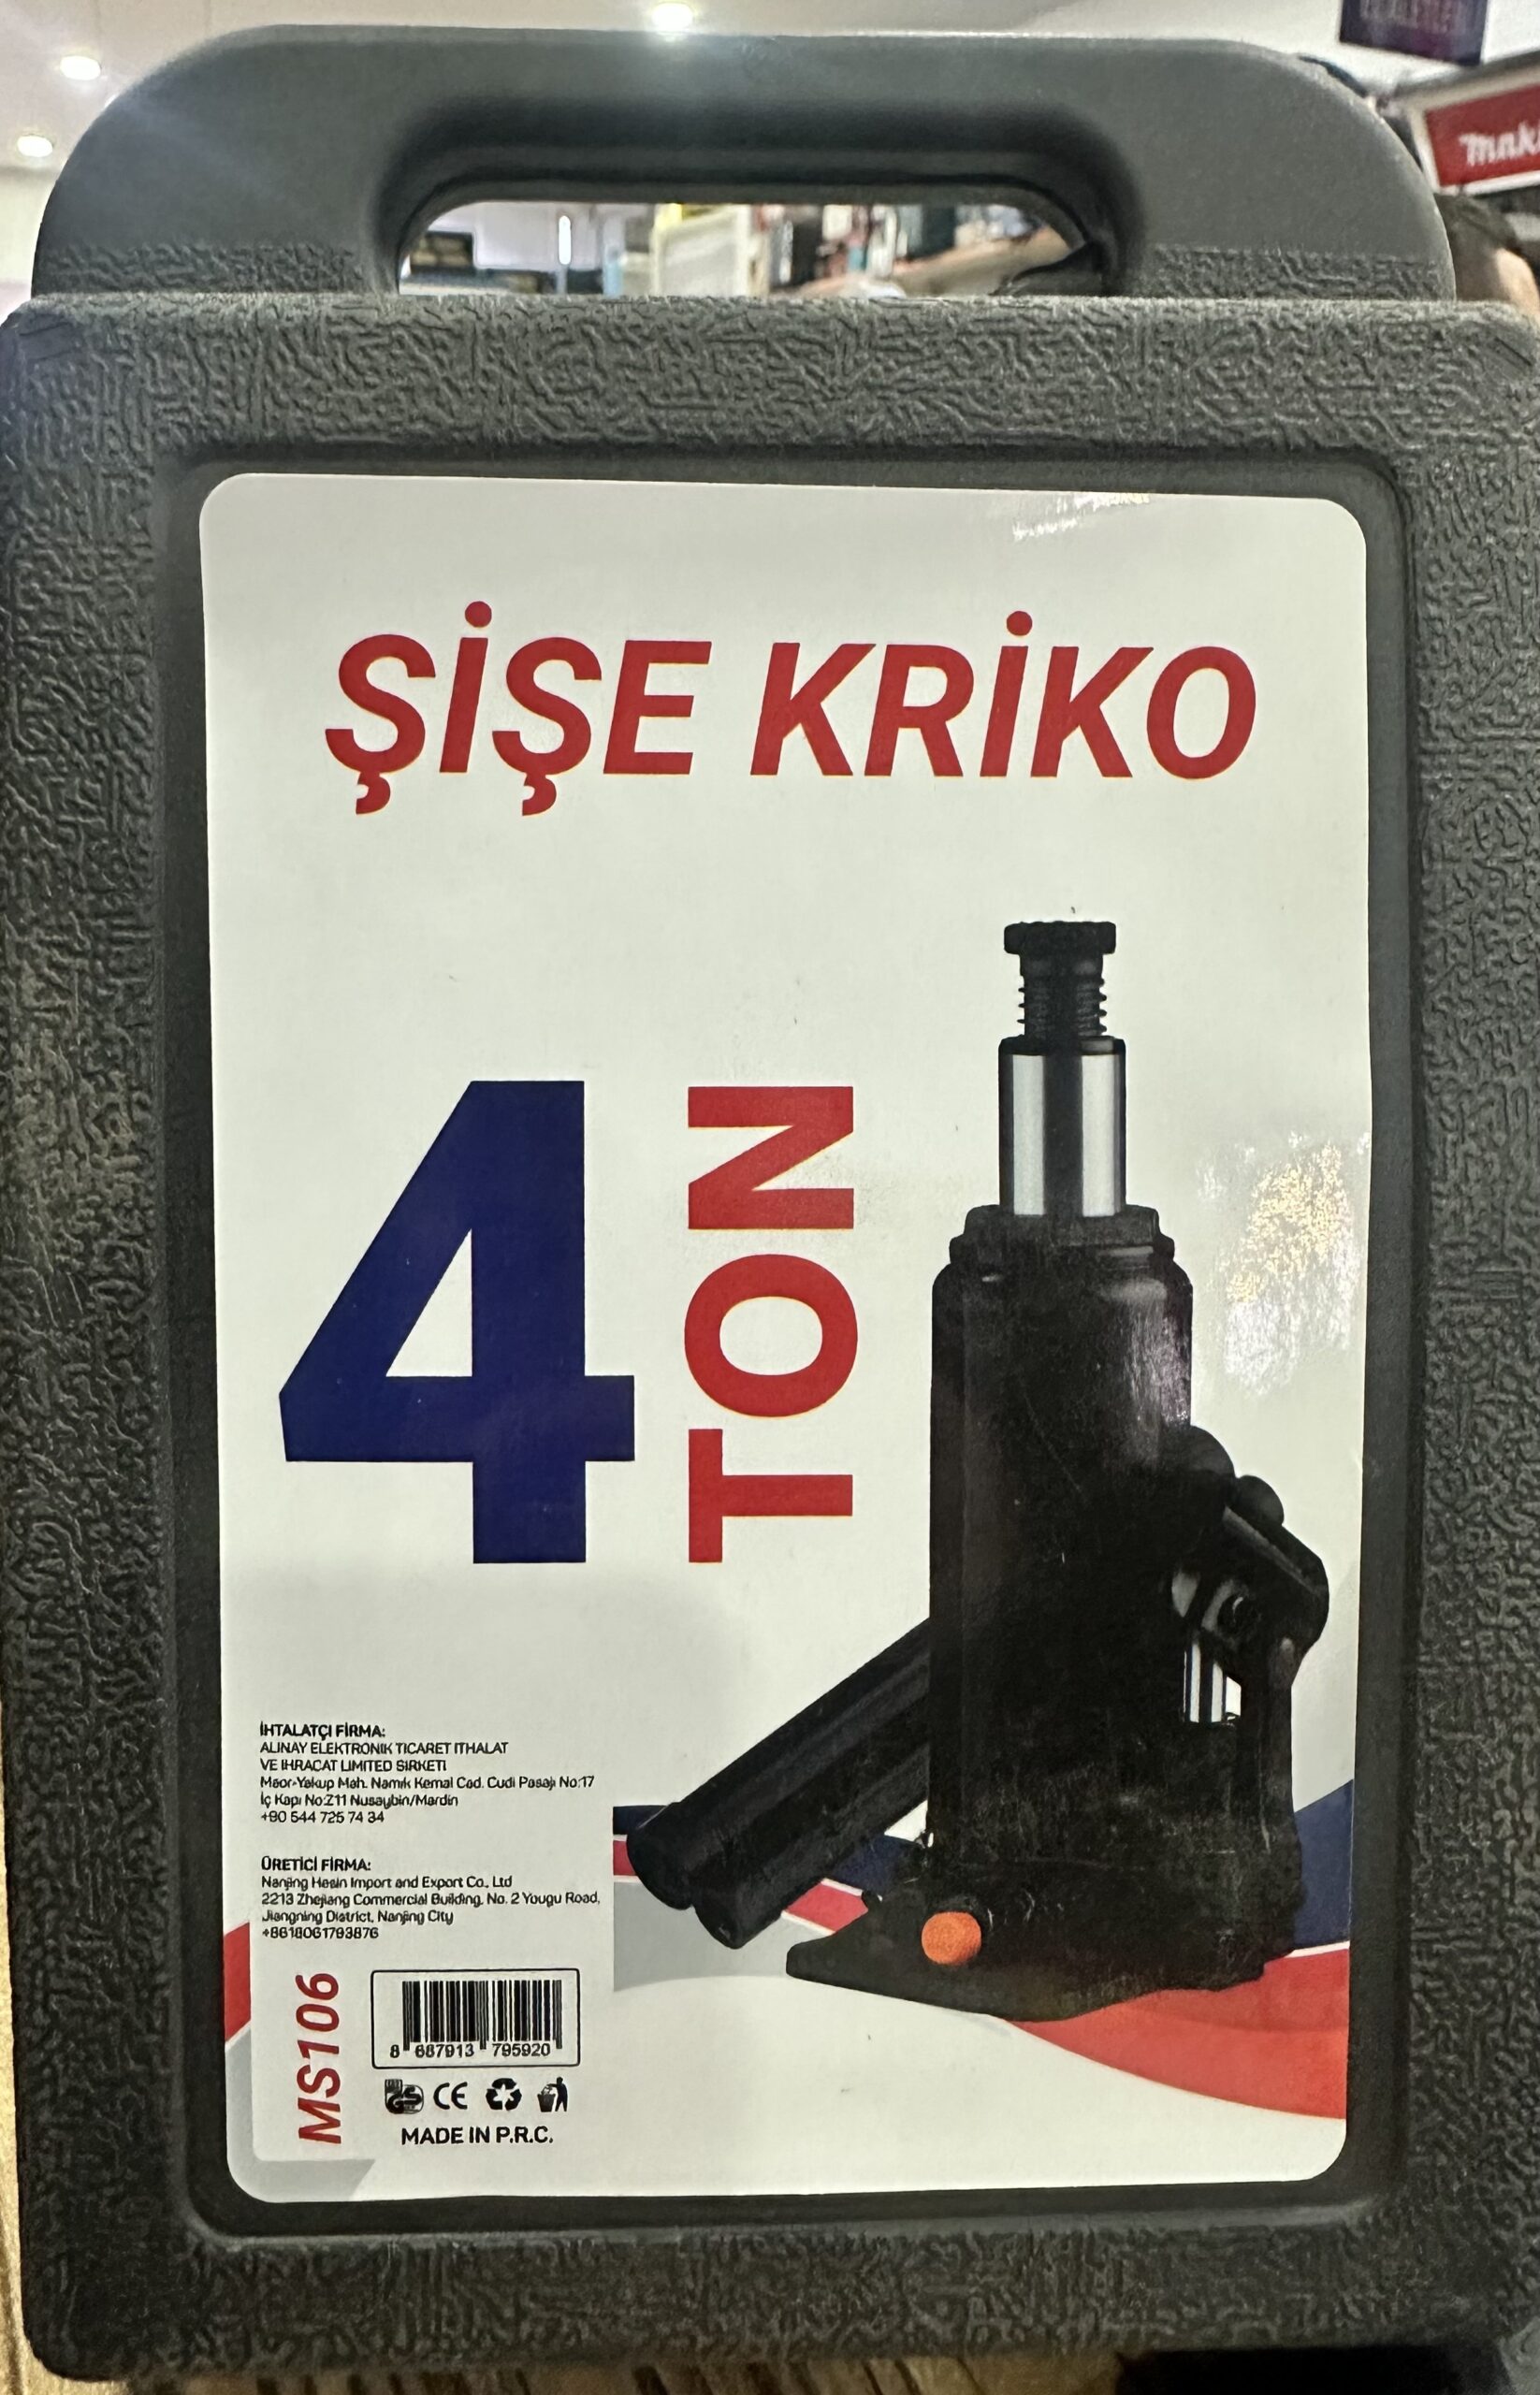 ŞİŞE KRİKO
4 TON
İHTALATÇI FİRMA:
ALINAY ELEKTRONIK TICARET ITHALAT
VE IHRACAT LIMITED SIRKETI
Maor-Yakup Mah. Namık Kemal Cad. Cudi Pasajı No:17
İç Kapı No:Z11 Nusaybin/Mardin
+90 544 725 74 34
ÜRETİCİ FİRMA:
Nanjing Hesin Import and Export Co., Ltd
2213 Zhejiang Commercial Building, No. 2 Yougu Road,
Jiangning District, Nanjing City
+8618061793876
MS106
8 687913 795920
GS CE
MADE IN P.R.C.